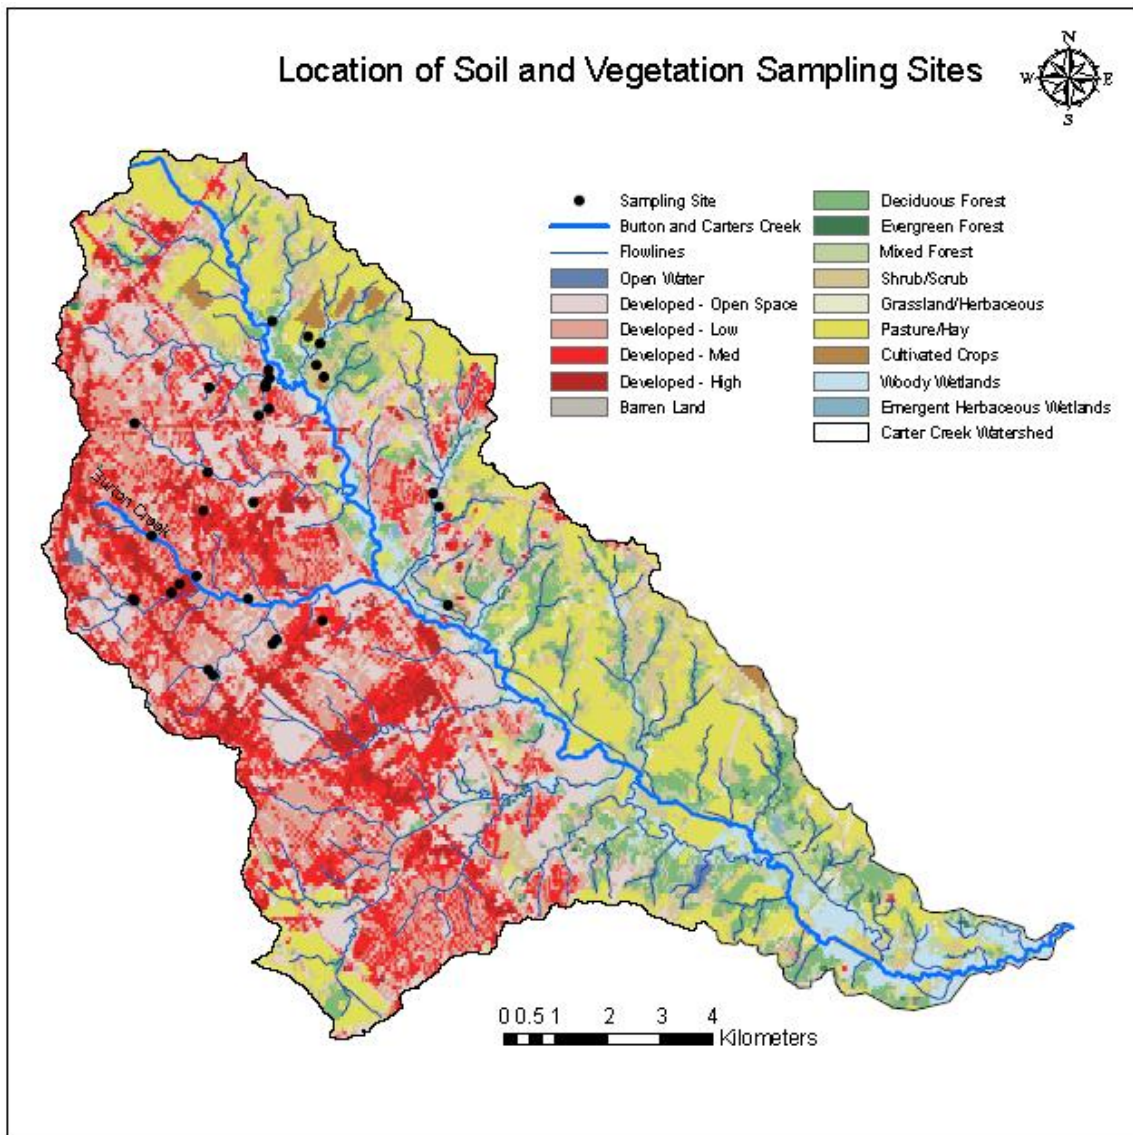 Location of Soil and Vegetation Sampling Sites
N
W
E
S
Sampling Site
Burton and Carters Creek
Flowlines
Open Water
Developed - Open Space
Developed - Low
Developed - Med
Developed - High
Barren Land
Deciduous Forest
Evergreen Forest
Mixed Forest
Shrub/Scrub
Grassland/Herbaceous
Pasture/Hay
Cultivated Crops
Woody Wetlands
Emergent Herbaceous Wetlands
Carter Creek Watershed
Burton Creek
0 0.5 1 2 3 4
Kilometers